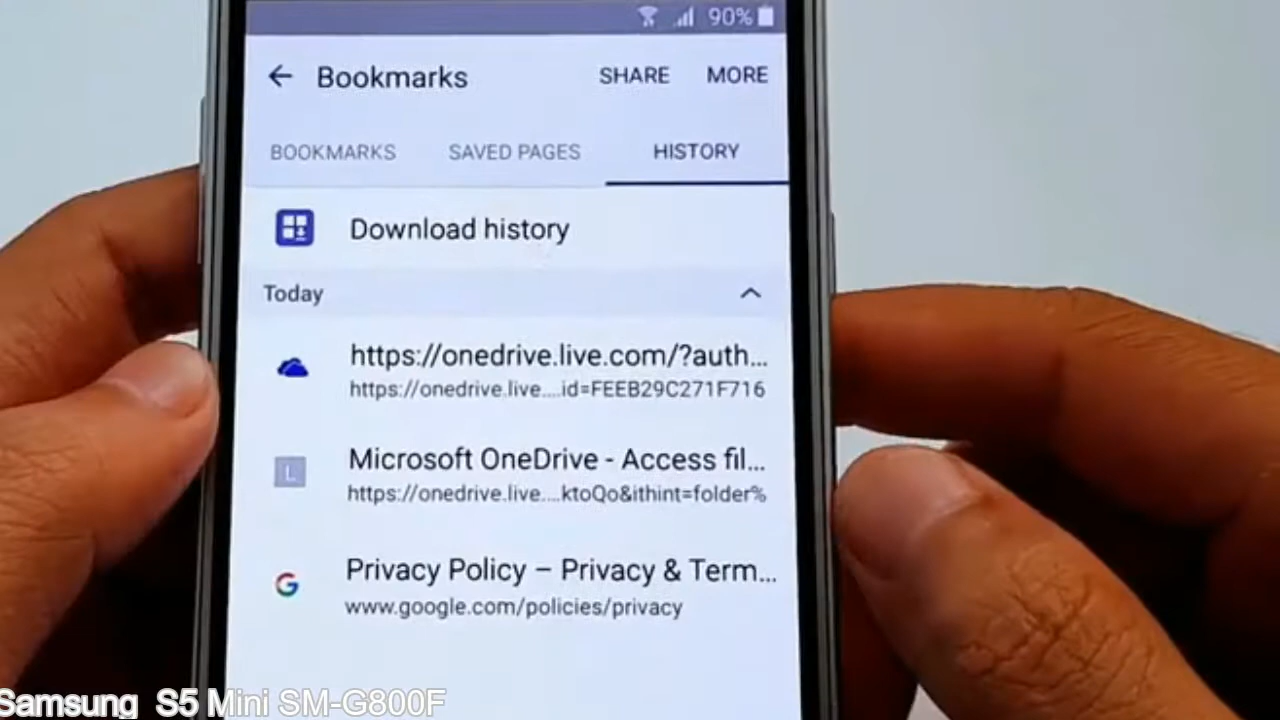 90%
Bookmarks SHARE MORE
BOOKMARKS SAVED PAGES HISTORY
Download history
Today
https://onedrive.live.com/?auth...
https://onedrive.live....id=FEEB29C271F716
L
Microsoft OneDrive - Access fil...
https://onedrive.live....ktoQo&ithint=folder%
G
Privacy Policy – Privacy & Term...
www.google.com/policies/privacy
Samsung S5 Mini SM-G800F